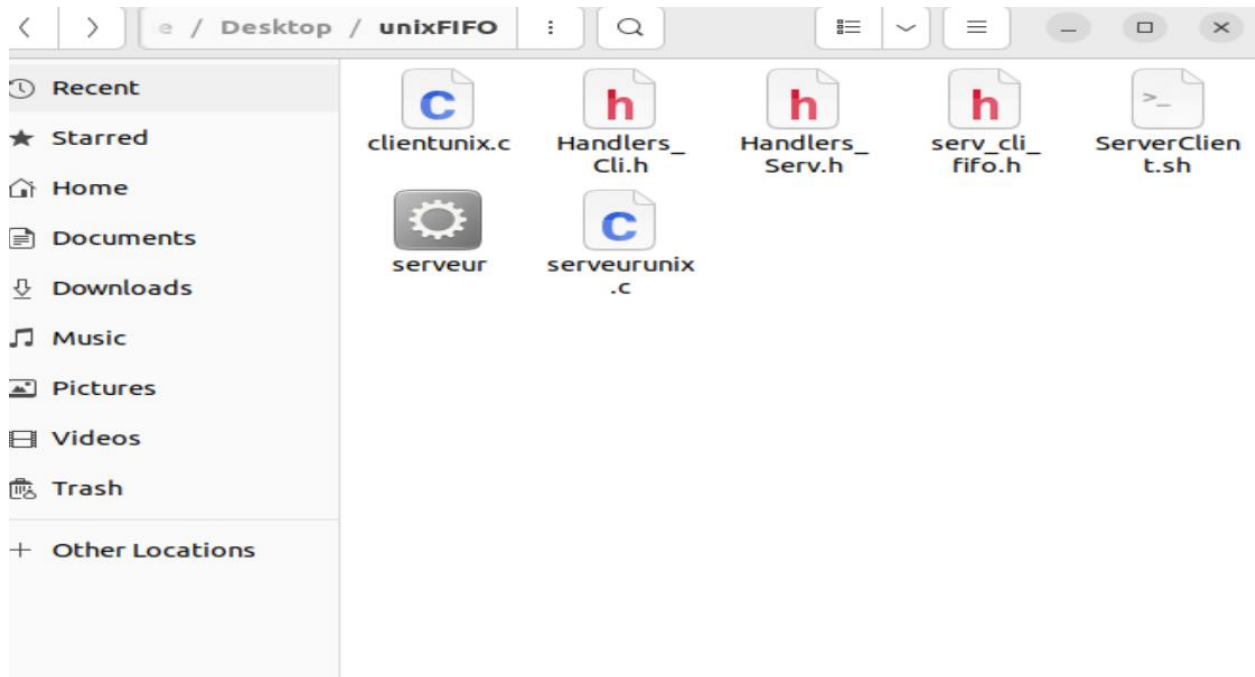 e / Desktop / unixFIFO
Recent
Starred
Home
Documents
Downloads
Music
Pictures
Videos
Trash
+ Other Locations
C h h h >_
clientunix.c Handlers_ Handlers_ serv_cli_ ServerClien
Cli.h Serv.h fifo.h t.sh
C
serveur serveurunix
.c